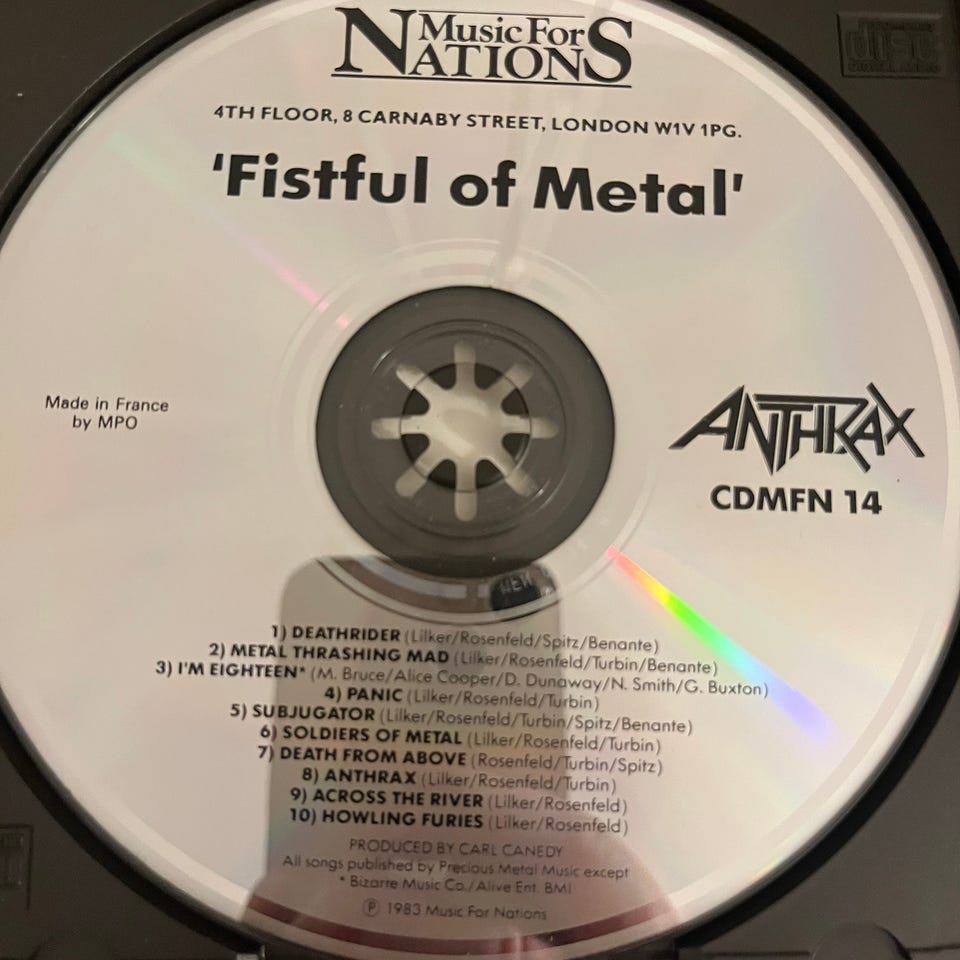 Music For
NATIONS
4TH FLOOR, 8 CARNABY STREET, LONDON W1V 1PG.
'Fistful of Metal'
Made in France
by MPO
ANTHRAX
CDMFN 14
NEW
1) DEATHRIDER (Lilker/Rosenfeld/Spitz/Benante)
2) METAL THRASHING MAD (Lilker/Rosenfeld/Turbin/Benante)
3) I'M EIGHTEEN* (M. Bruce/Alice Cooper/D. Dunaway/N. Smith/G. Buxton)
4) PANIC (Lilker/Rosenfeld/Turbin)
5) SUBJUGATOR (Lilker/Rosenfeld/Turbin/Spitz/Benante)
6) SOLDIERS OF METAL (Lilker/Rosenfeld/Turbin)
7) DEATH FROM ABOVE (Rosenfeld/Turbin/Spitz)
8) ANTHRAX (Lilker/Rosenfeld/Turbin)
9) ACROSS THE RIVER (Lilker/Rosenfeld)
10) HOWLING FURIES (Lilker/Rosenfeld)
PRODUCED BY CARL CANEDY
All songs published by Precious Metal Music except
* Bizarre Music Co./Alive Ent. BMI
℗ 1983 Music For Nations
disc